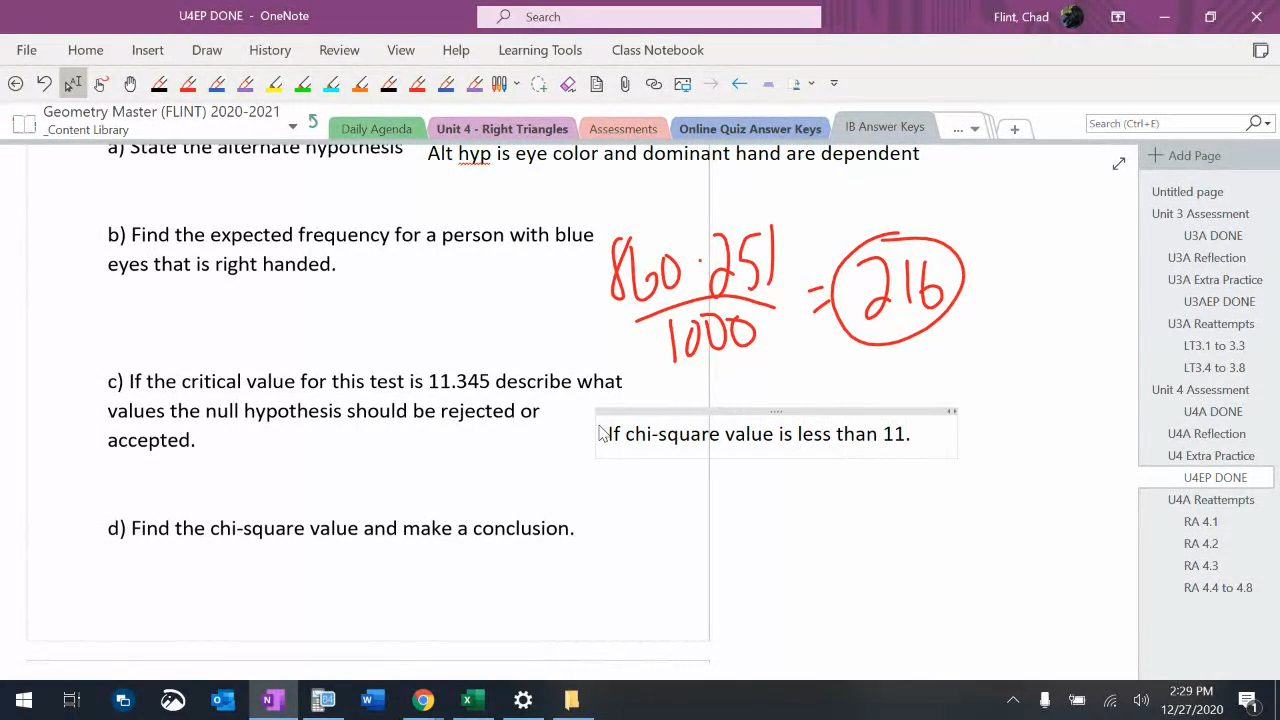 U4EP DONE - OneNote
Search
Flint, Chad
File Home Insert Draw History Review View Help Learning Tools Class Notebook
Geometry Master (FLINT) 2020-2021
_Content Library
Daily Agenda
Unit 4 - Right Triangles
Assessments
Online Quiz Answer Keys
IB Answer Keys
...
Search (Ctrl+E)
a) State the alternate hypothesis
Alt hyp is eye color and dominant hand are dependent
b) Find the expected frequency for a person with blue
eyes that is right handed.
860 · 251
1000
= 216
c) If the critical value for this test is 11.345 describe what
values the null hypothesis should be rejected or
accepted.
If chi-square value is less than 11.
d) Find the chi-square value and make a conclusion.
Add Page
Untitled page
Unit 3 Assessment
U3A DONE
U3A Reflection
U3A Extra Practice
U3AEP DONE
U3A Reattempts
LT3.1 to 3.3
LT3.4 to 3.8
Unit 4 Assessment
U4A DONE
U4A Reflection
U4 Extra Practice
U4EP DONE
U4A Reattempts
RA 4.1
RA 4.2
RA 4.3
RA 4.4 to 4.8
2:29 PM
12/27/2020
1